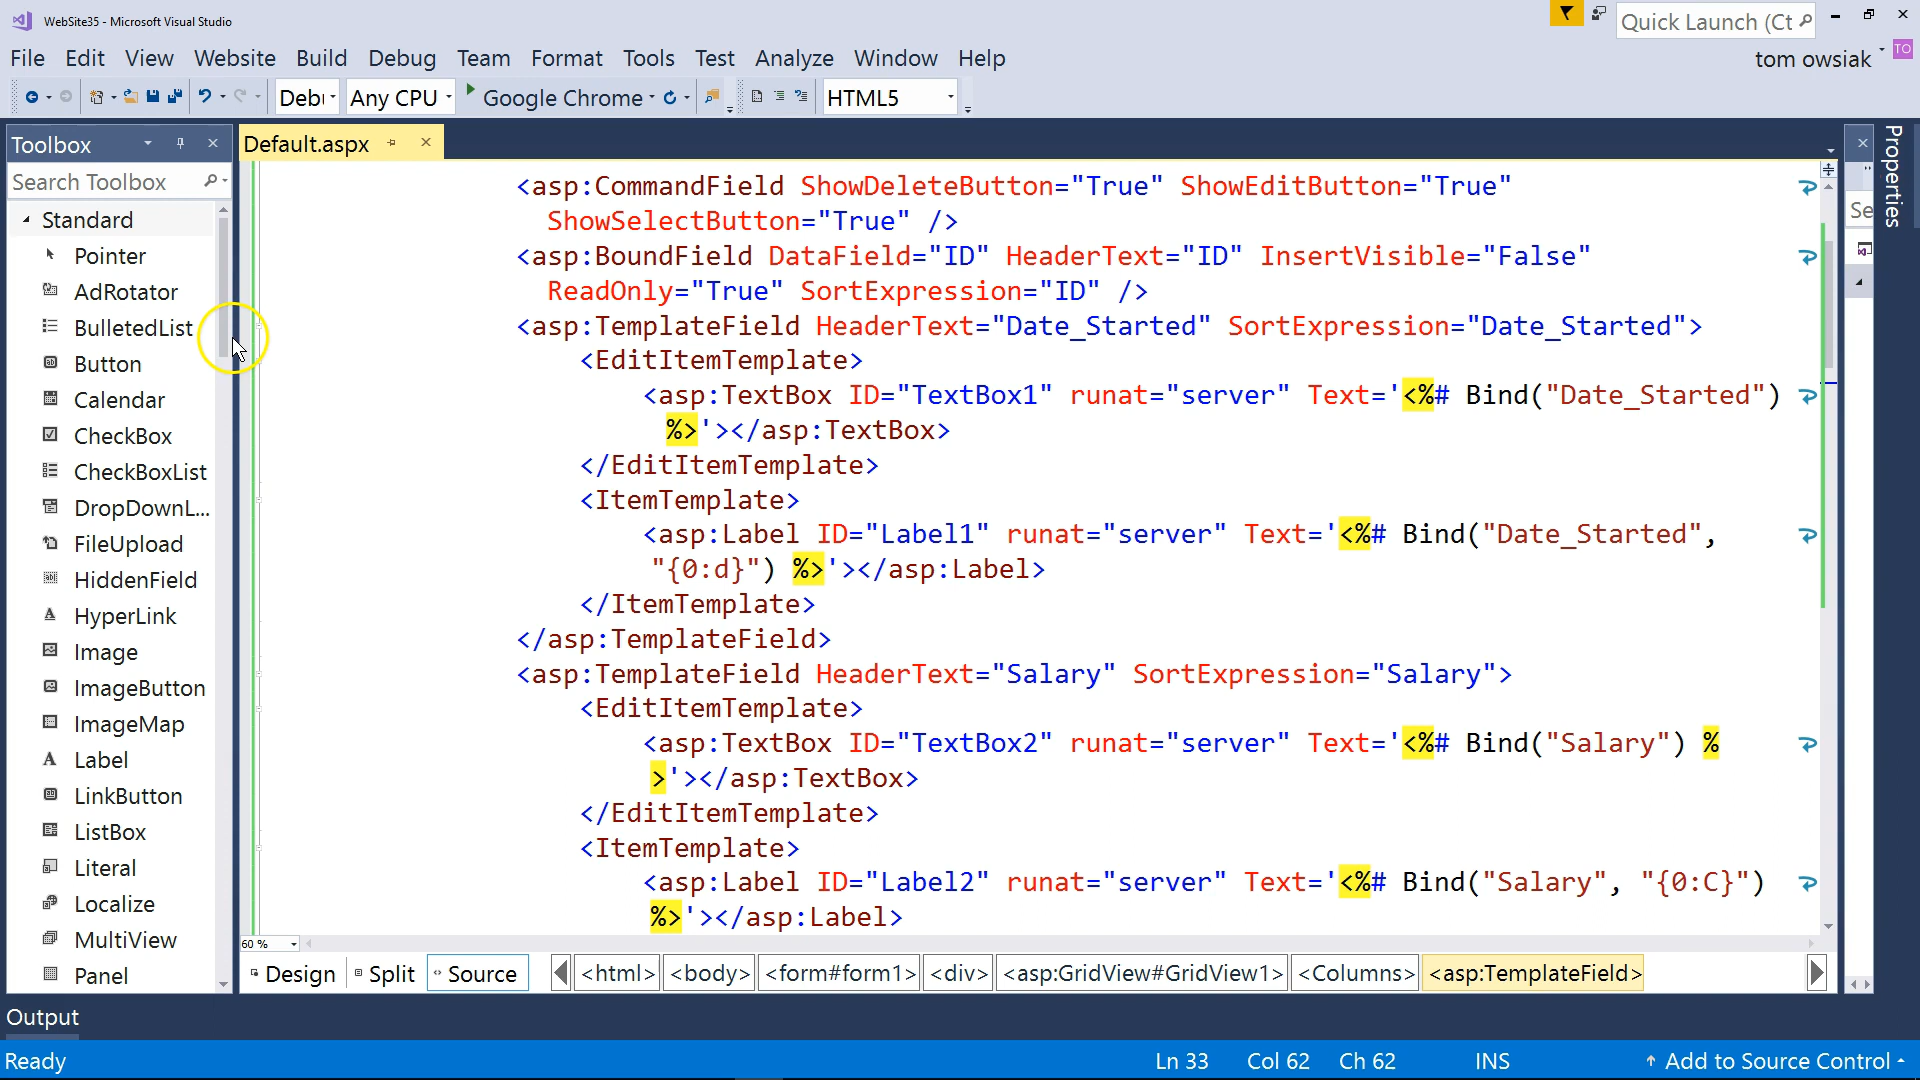 WebSite35 - Microsoft Visual Studio
Quick Launch (Ct
File Edit View Website Build Debug Team Format Tools Test Analyze Window Help
tom owsiak
TO
Any CPU
Google Chrome
HTML5
Toolbox
Default.aspx
Properties
Search Toolbox
Standard
Pointer
AdRotator
BulletedList
Button
Calendar
CheckBox
CheckBoxList
DropDownL...
FileUpload
HiddenField
HyperLink
Image
ImageButton
ImageMap
Label
LinkButton
ListBox
Literal
Localize
MultiView
Panel
<asp:CommandField ShowDeleteButton="True" ShowEditButton="True"
ShowSelectButton="True" />
<asp:BoundField DataField="ID" HeaderText="ID" InsertVisible="False"
ReadOnly="True" SortExpression="ID" />
<asp:TemplateField HeaderText="Date_Started" SortExpression="Date_Started">
<EditItemTemplate>
<asp:TextBox ID="TextBox1" runat="server" Text='<%# Bind("Date_Started")
%>'></asp:TextBox>
</EditItemTemplate>
<ItemTemplate>
<asp:Label ID="Label1" runat="server" Text='<%# Bind("Date_Started",
"{0:d}") %>'></asp:Label>
</ItemTemplate>
</asp:TemplateField>
<asp:TemplateField HeaderText="Salary" SortExpression="Salary">
<EditItemTemplate>
<asp:TextBox ID="TextBox2" runat="server" Text='<%# Bind("Salary") %
>'></asp:TextBox>
</EditItemTemplate>
<ItemTemplate>
<asp:Label ID="Label2" runat="server" Text='<%# Bind("Salary", "{0:C}")
%>'></asp:Label>
60 %
Design Split Source
<html> <body> <form#form1> <div> <asp:GridView#GridView1> <Columns> <asp:TemplateField>
Output
Ready
Ln 33 Col 62 Ch 62 INS
Add to Source Control